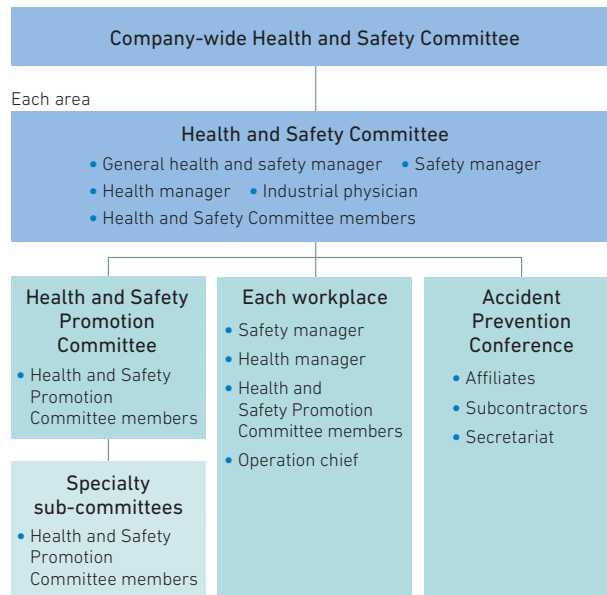 Company-wide Health and Safety Committee
Each area
Health and Safety Committee
• General health and safety manager • Safety manager
• Health manager • Industrial physician
• Health and Safety Committee members
Health and Safety
Promotion
Committee
• Health and Safety
Promotion
Committee members
Specialty
sub-committees
• Health and Safety
Promotion
Committee members
Each workplace
• Safety manager
• Health manager
• Health and
Safety Promotion
Committee members
• Operation chief
Accident
Prevention
Conference
• Affiliates
• Subcontractors
• Secretariat